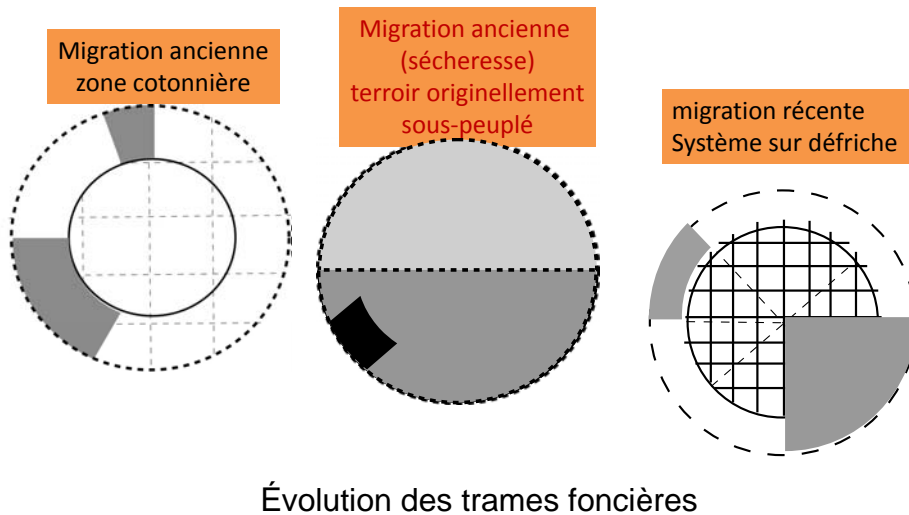 Migration ancienne
zone cotonnière
Migration ancienne
(sécheresse)
terroir originellement
sous-peuplé
migration récente
Système sur défriche
Évolution des trames foncières